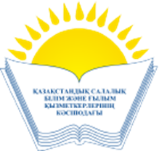 ҚАЗАҚСТАНДЫҚ САЛАЛЫҚ
БІЛІМ ЖӘНЕ ҒЫЛЫМ
ҚЫЗМЕТКЕРЛЕРІНІҢ
КӘСІПОДАҒЫ